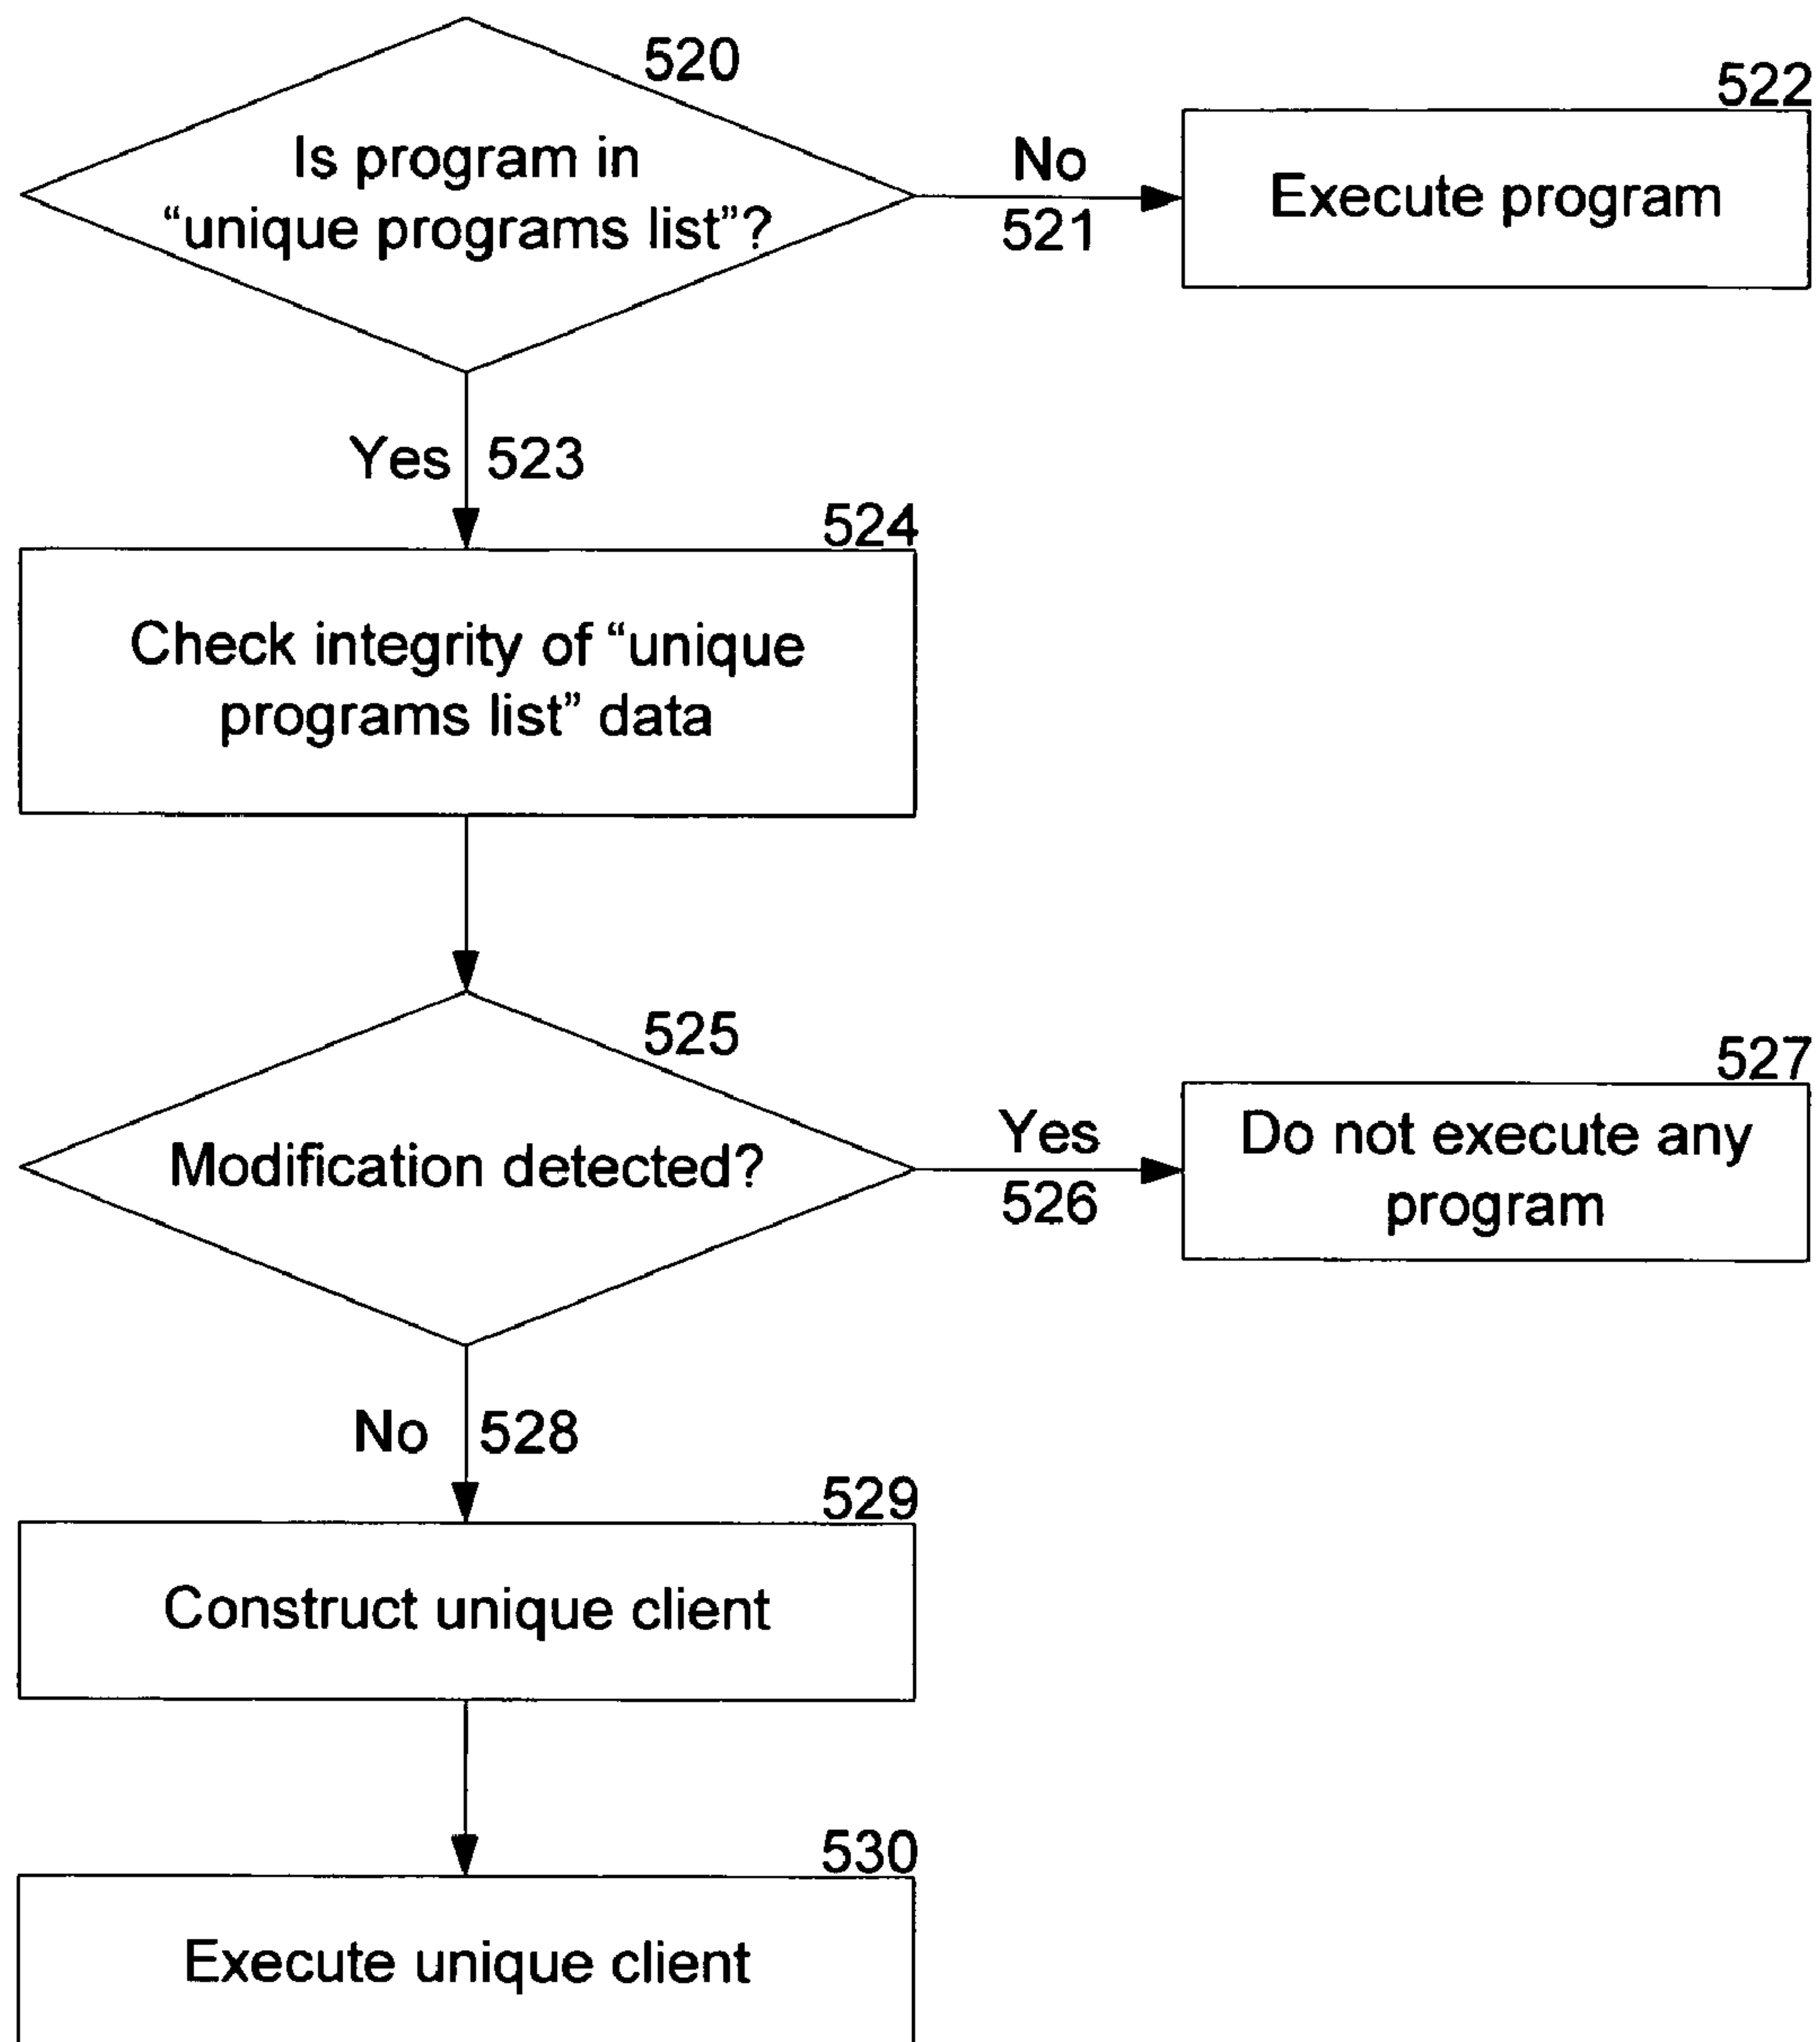 520
Is program in
“unique programs list”?
No
521
522
Execute program
Yes 523
524
Check integrity of “unique
programs list” data
525
Modification detected?
Yes
526
527
Do not execute any
program
No 528
529
Construct unique client
530
Execute unique client